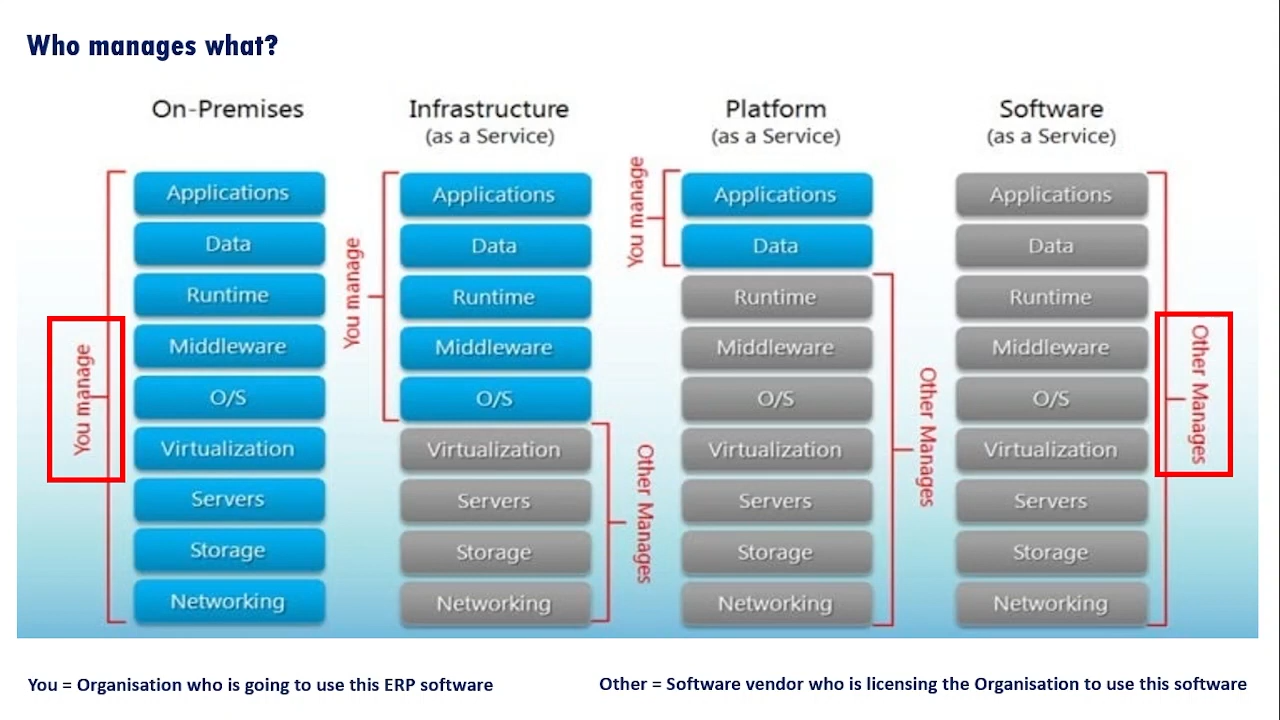 Who manages what?
On-Premises
You manage
Applications
Data
Runtime
Middleware
O/S
Virtualization
Servers
Storage
Networking
Infrastructure
(as a Service)
You manage
Applications
Data
Runtime
Middleware
O/S
Virtualization
Servers
Storage
Networking
Other Manages
Platform
(as a Service)
You manage
Applications
Data
Runtime
Middleware
O/S
Virtualization
Servers
Storage
Networking
Other Manages
Software
(as a Service)
Applications
Data
Runtime
Middleware
O/S
Virtualization
Servers
Storage
Networking
Other Manages
You = Organisation who is going to use this ERP software
Other = Software vendor who is licensing the Organisation to use this software